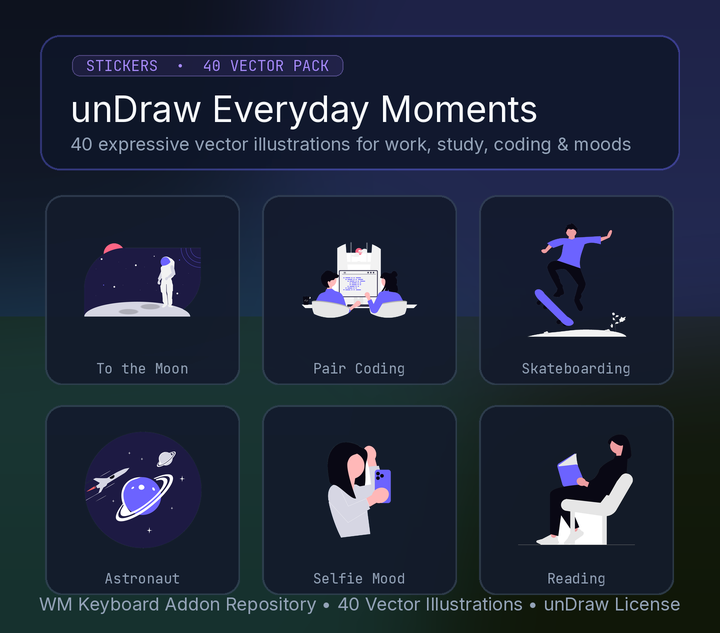 STICKERS • 40 VECTOR PACK
unDraw Everyday Moments
40 expressive vector illustrations for work, study, coding & moods
To the Moon
Pair Coding
Skateboarding
Astronaut
Selfie Mood
Reading
WM Keyboard Addon Repository • 40 Vector Illustrations • unDraw License